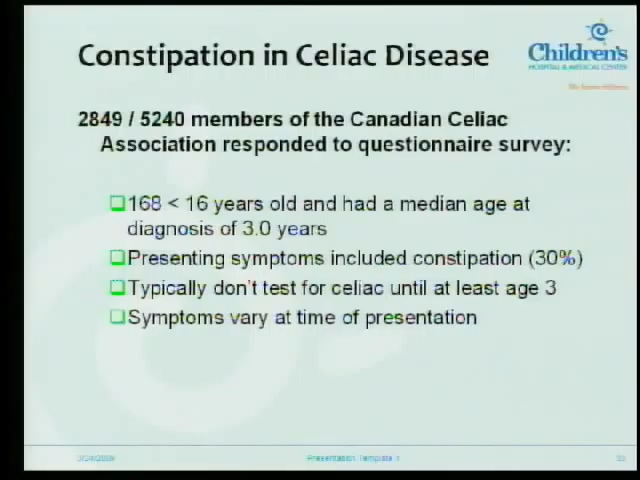 Constipation in Celiac Disease
Children's
HOSPITAL & MEDICAL CENTER
2849 / 5240 members of the Canadian Celiac
Association responded to questionnaire survey:
168 < 16 years old and had a median age at
diagnosis of 3.0 years
Presenting symptoms included constipation (30%)
Typically don't test for celiac until at least age 3
Symptoms vary at time of presentation
Presentation Template 1